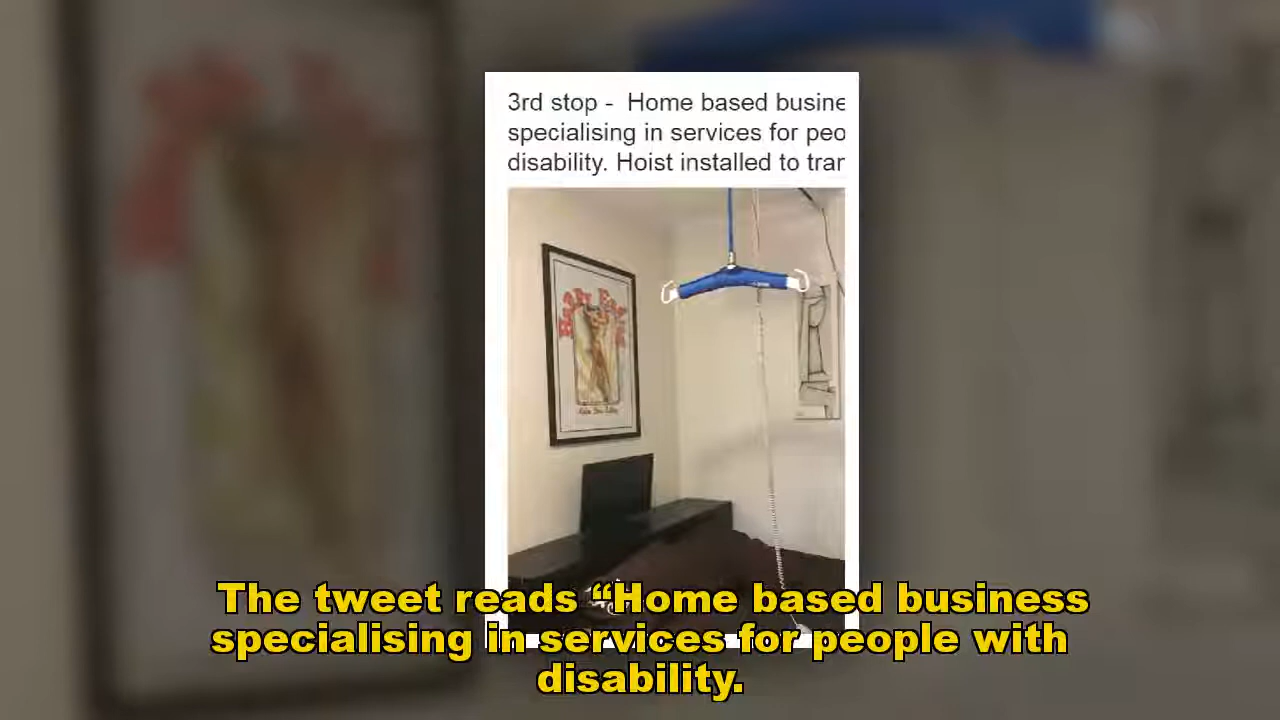 3rd stop - Home based busine
specialising in services for peo
disability. Hoist installed to trar
The tweet reads “Home based business
specialising in services for people with
disability.